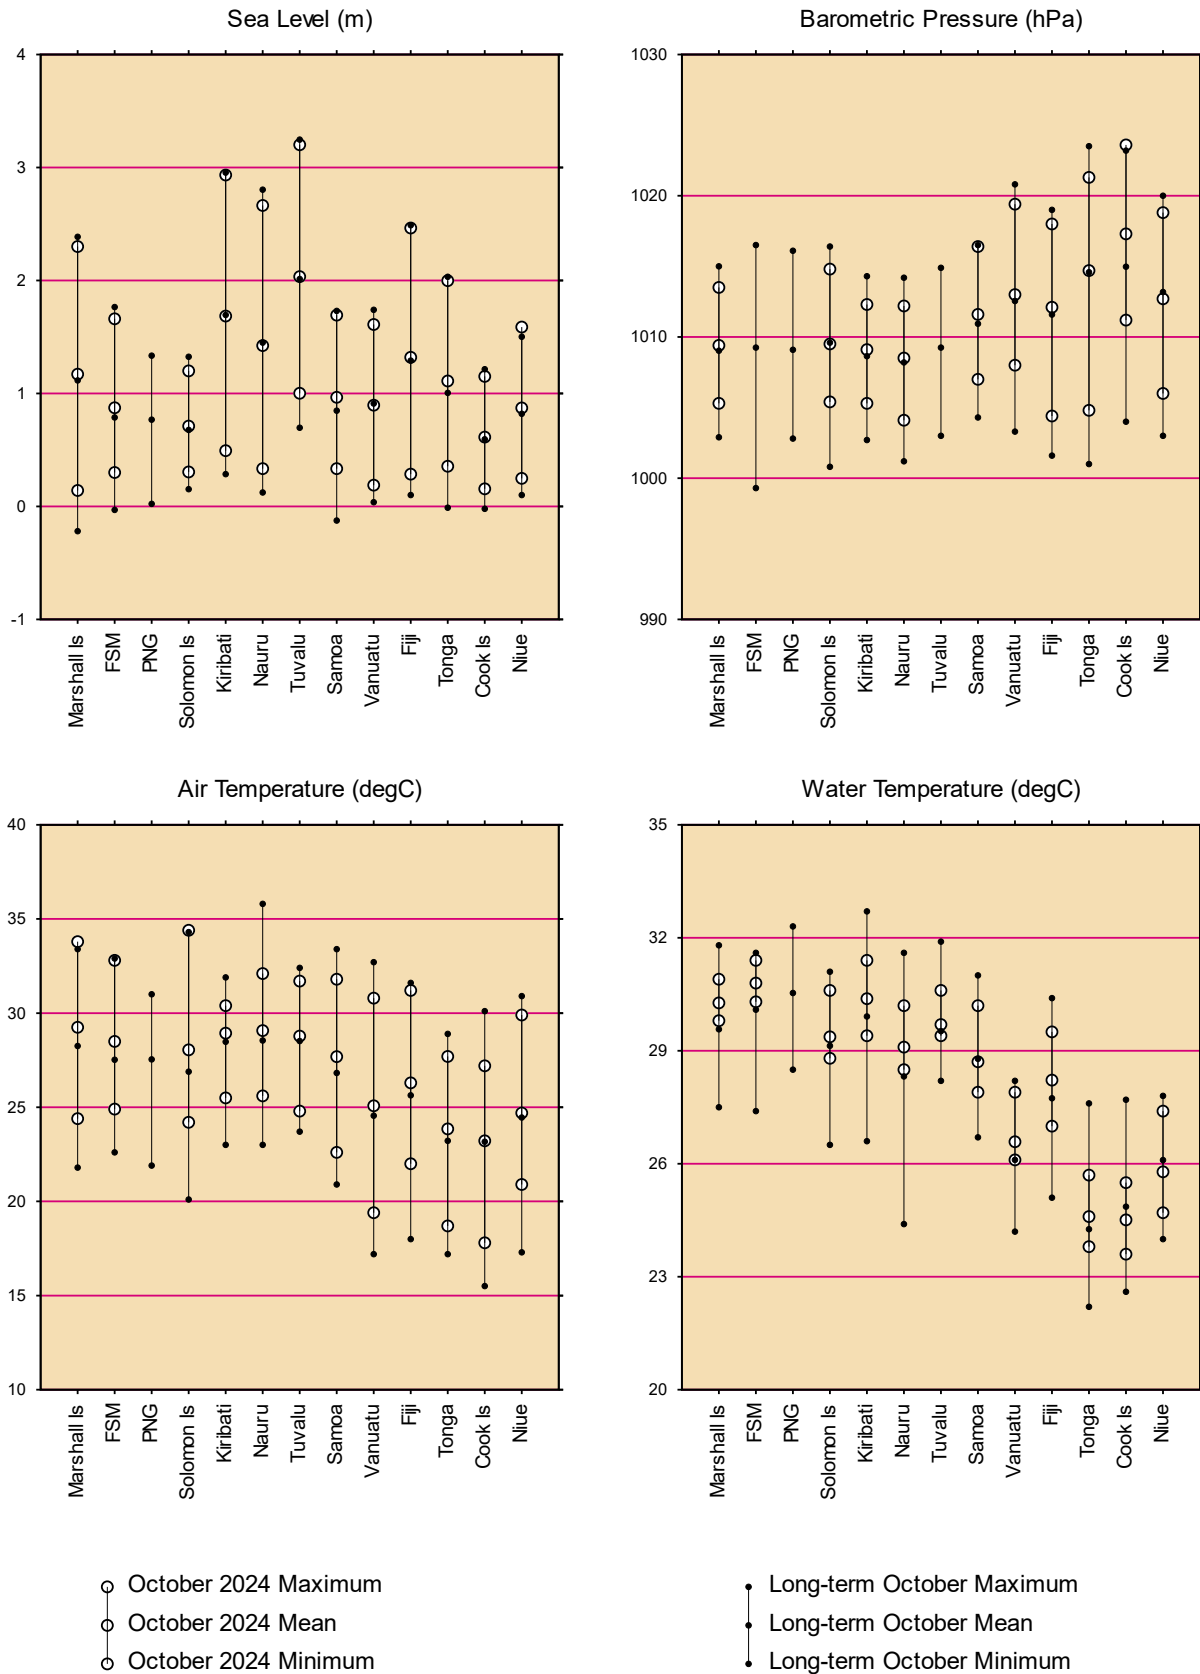 Sea Level (m)
4
3
2
1
0
-1
Marshall Is
FSM
PNG
Solomon Is
Kiribati
Nauru
Tuvalu
Samoa
Vanuatu
Fiji
Tonga
Cook Is
Niue
Barometric Pressure (hPa)
1030
1020
1010
1000
990
Marshall Is
FSM
PNG
Solomon Is
Kiribati
Nauru
Tuvalu
Samoa
Vanuatu
Fiji
Tonga
Cook Is
Niue
Air Temperature (degC)
40
35
30
25
20
15
10
Marshall Is
FSM
PNG
Solomon Is
Kiribati
Nauru
Tuvalu
Samoa
Vanuatu
Fiji
Tonga
Cook Is
Niue
Water Temperature (degC)
35
32
29
26
23
20
Marshall Is
FSM
PNG
Solomon Is
Kiribati
Nauru
Tuvalu
Samoa
Vanuatu
Fiji
Tonga
Cook Is
Niue
October 2024 Maximum
October 2024 Mean
October 2024 Minimum
Long-term October Maximum
Long-term October Mean
Long-term October Minimum